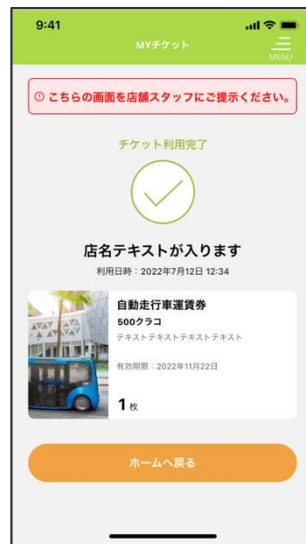 9:41
MYチケット
MENU
こちらの画面を店舗スタッフにご提示ください。
チケット利用完了
店名テキストが入ります
利用日時：2022年7月12日 12:34
自動走行車運賃券
500クラコ
テキストテキストテキストテキスト
有効期限：2022年11月22日
1枚
ホームへ戻る